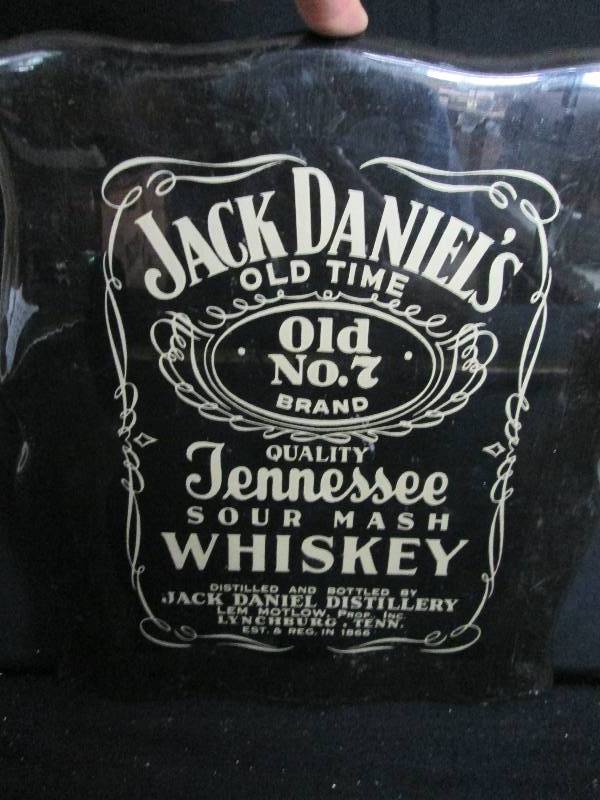 JACK DANIEL'S
OLD TIME
Old
No.7
BRAND
QUALITY
Tennessee
SOUR MASH
WHISKEY
DISTILLED AND BOTTLED BY
JACK DANIEL DISTILLERY
LEM MOTLOW, PROP., INC.
LYNCHBURG, TENN.
EST. & REG. IN 1866